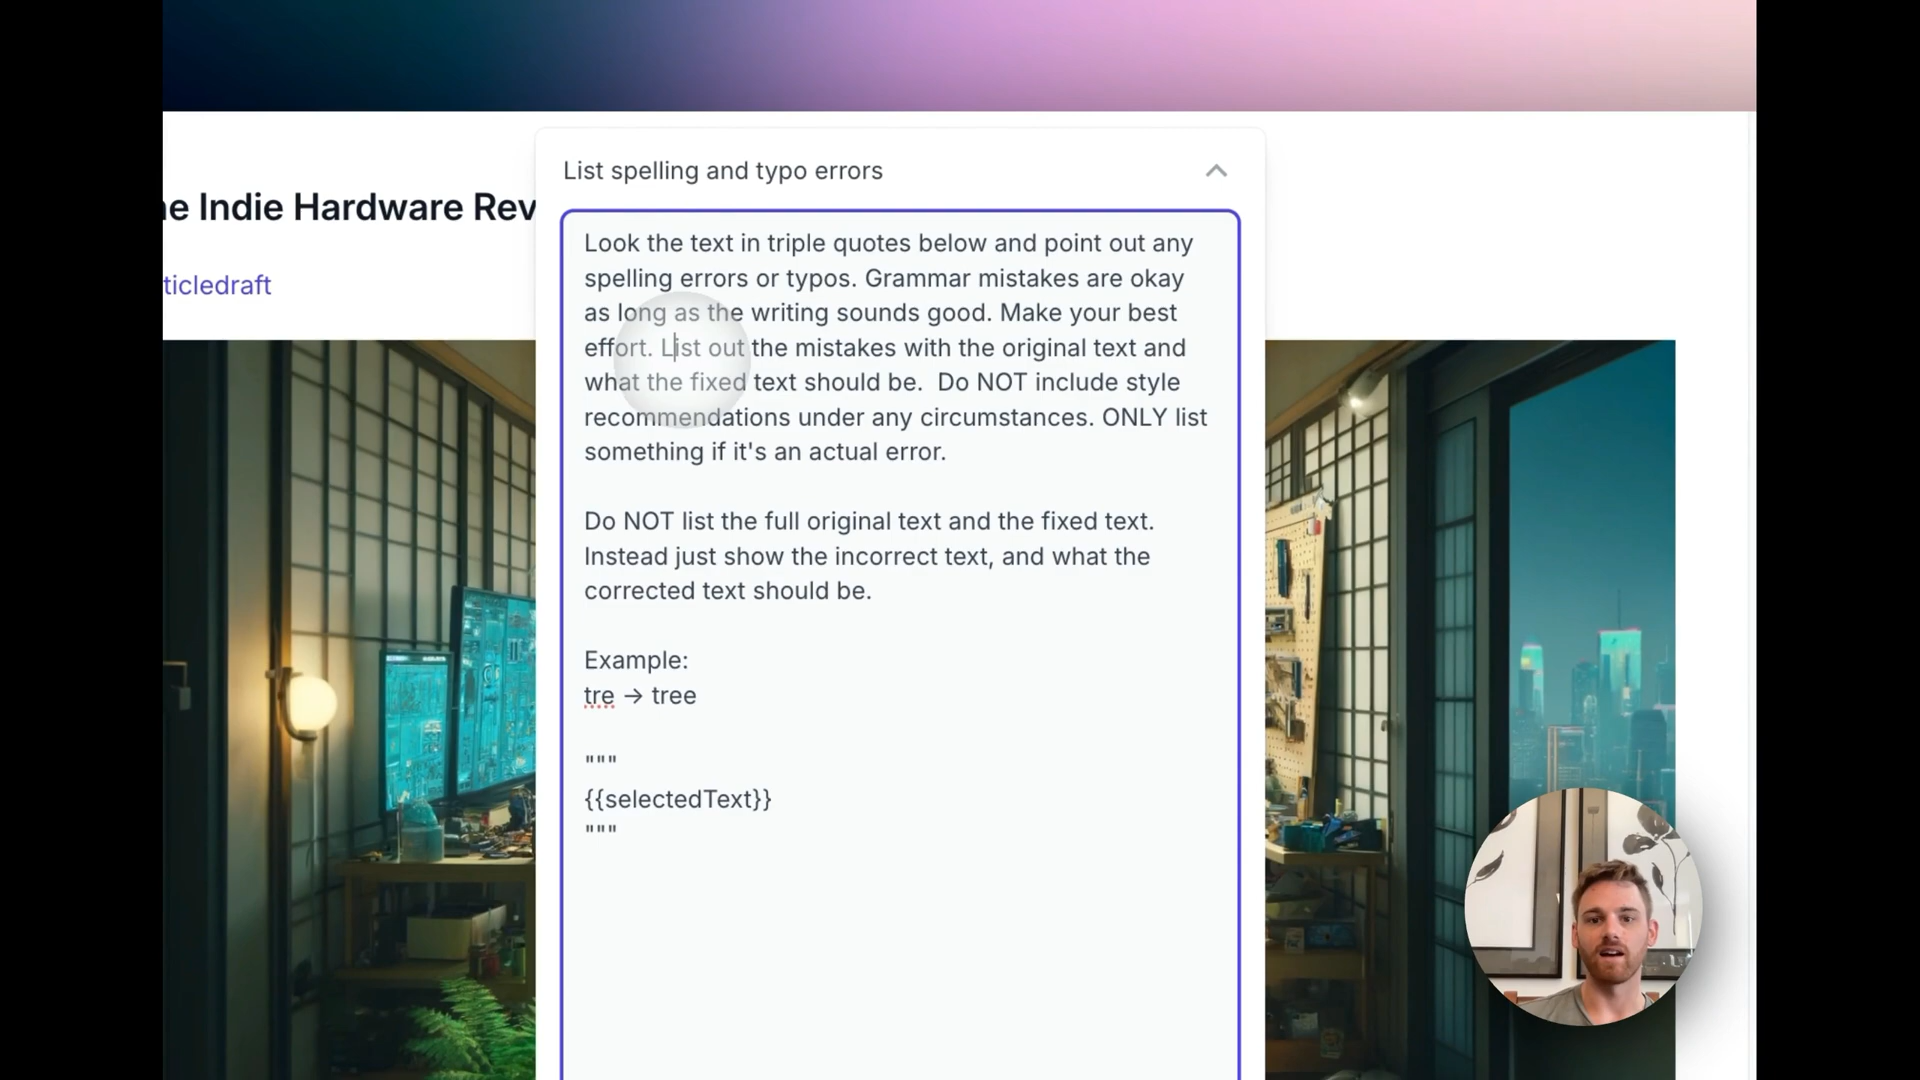 List spelling and typo errors
e Indie Hardware Rev
ticledraft
Look the text in triple quotes below and point out any
spelling errors or typos. Grammar mistakes are okay
as long as the writing sounds good. Make your best
effort. List out the mistakes with the original text and
what the fixed text should be.  Do NOT include style
recommendations under any circumstances. ONLY list
something if it's an actual error.
Do NOT list the full original text and the fixed text.
Instead just show the incorrect text, and what the
corrected text should be.
Example:
tre → tree
"""
{{selectedText}}
"""